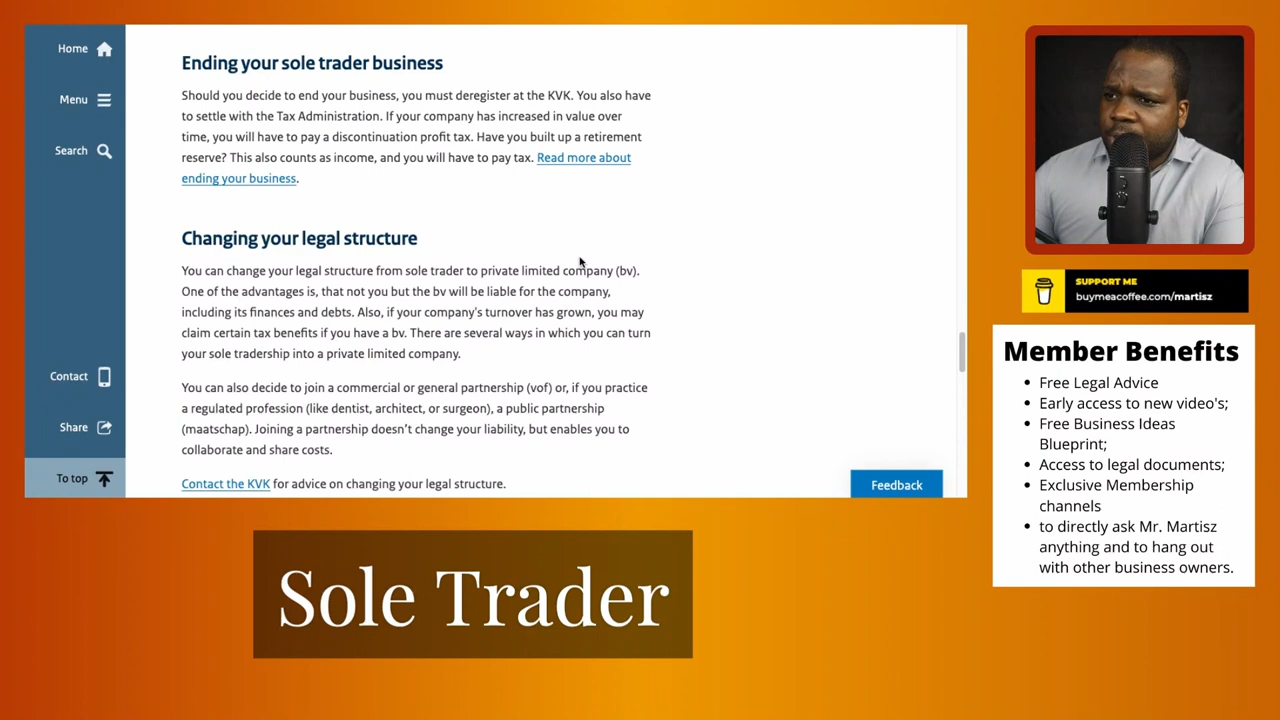 Home
Menu
Search
Contact
Share
To top
Ending your sole trader business
Should you decide to end your business, you must deregister at the KVK. You also have
to settle with the Tax Administration. If your company has increased in value over
time, you will have to pay a discontinuation profit tax. Have you built up a retirement
reserve? This also counts as income, and you will have to pay tax. Read more about
ending your business.
Changing your legal structure
You can change your legal structure from sole trader to private limited company (bv).
One of the advantages is, that not you but the bv will be liable for the company,
including its finances and debts. Also, if your company's turnover has grown, you may
claim certain tax benefits if you have a bv. There are several ways in which you can turn
your sole tradership into a private limited company.
You can also decide to join a commercial or general partnership (vof) or, if you practice
a regulated profession (like dentist, architect, or surgeon), a public partnership
(maatschap). Joining a partnership doesn't change your liability, but enables you to
collaborate and share costs.
Contact the KVK for advice on changing your legal structure.
Feedback
SUPPORT ME
buymeacoffee.com/martisz
Member Benefits
• Free Legal Advice
• Early access to new video's;
• Free Business Ideas
Blueprint;
• Access to legal documents;
• Exclusive Membership
channels
• to directly ask Mr. Martisz
anything and to hang out
with other business owners.
Sole Trader